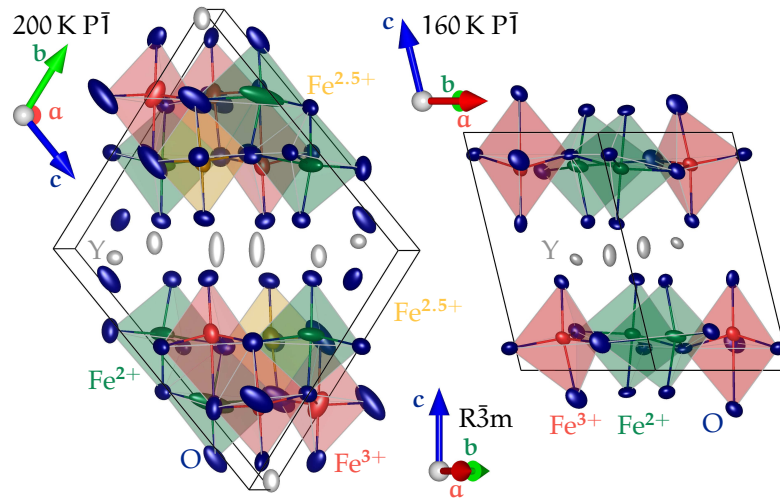 200 K P1̄
b
a
c
Fe²·⁵⁺
Y
Fe²·⁵⁺
Fe²⁺
O
Fe³⁺
160 K P1̄
c
b
a
Y
Fe³⁺
Fe²⁺
O
R3̄m
c
b
a